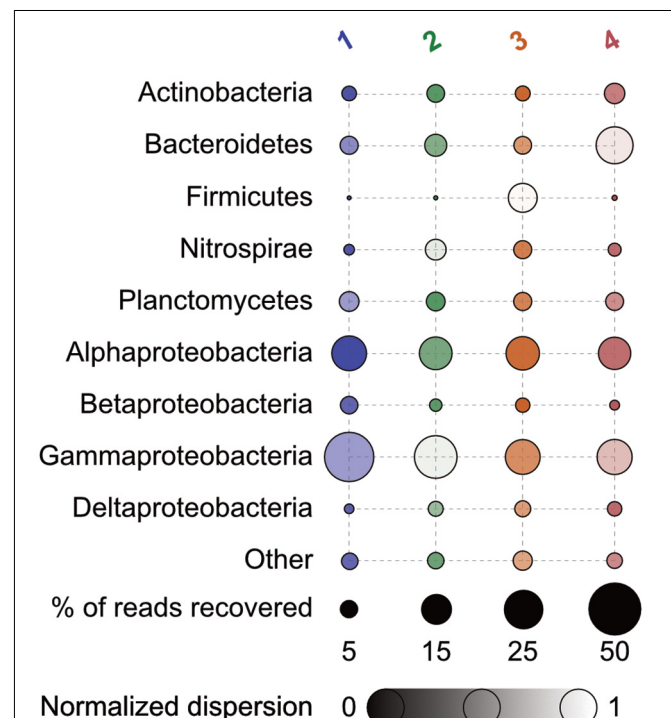 1 2 3 4
Actinobacteria
Bacteroidetes
Firmicutes
Nitrospirae
Planctomycetes
Alphaproteobacteria
Betaproteobacteria
Gammaproteobacteria
Deltaproteobacteria
Other
% of reads recovered
5 15 25 50
Normalized dispersion 0 1